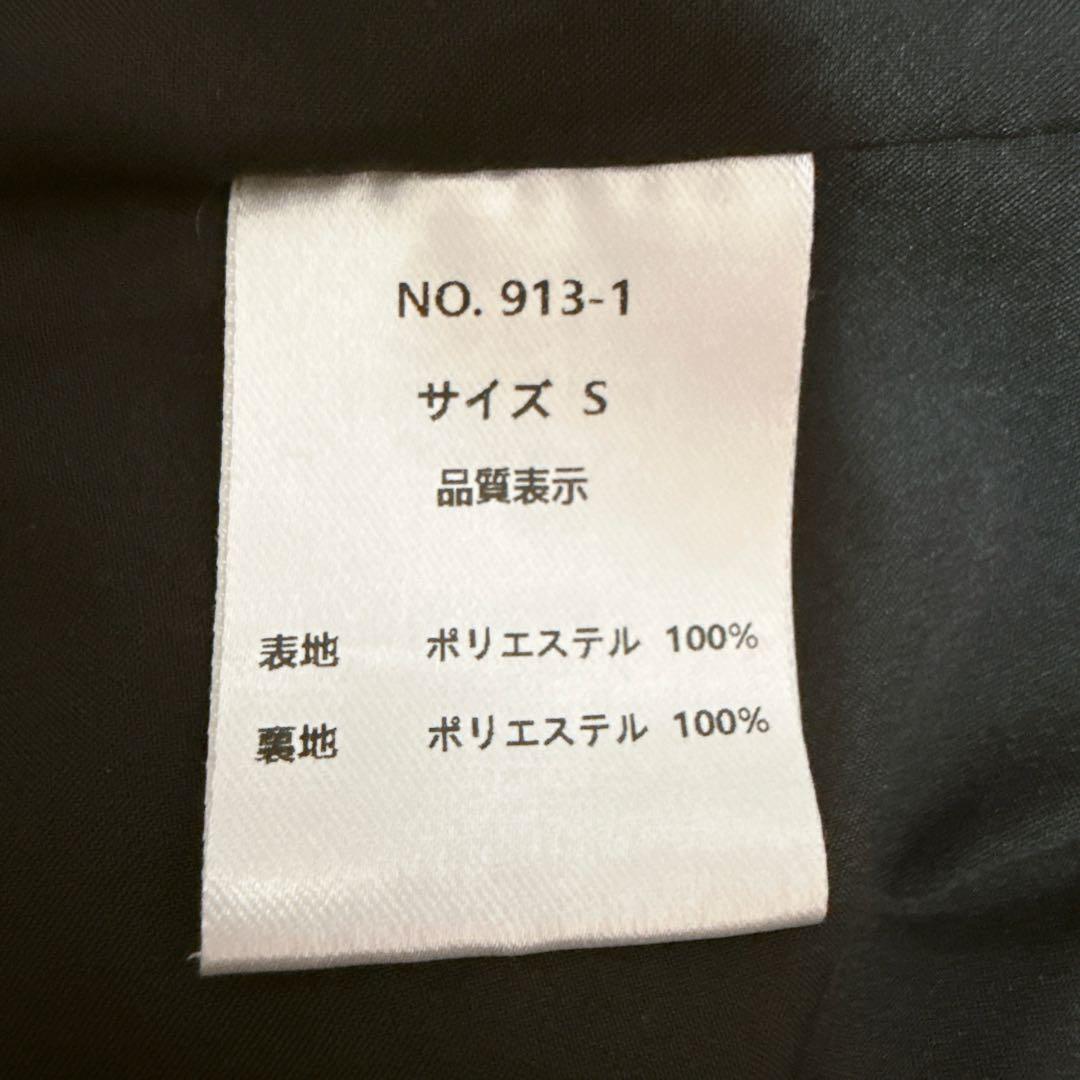 NO. 913-1
サイズ S
品質表示
表地 ポリエステル 100%
裏地 ポリエステル 100%